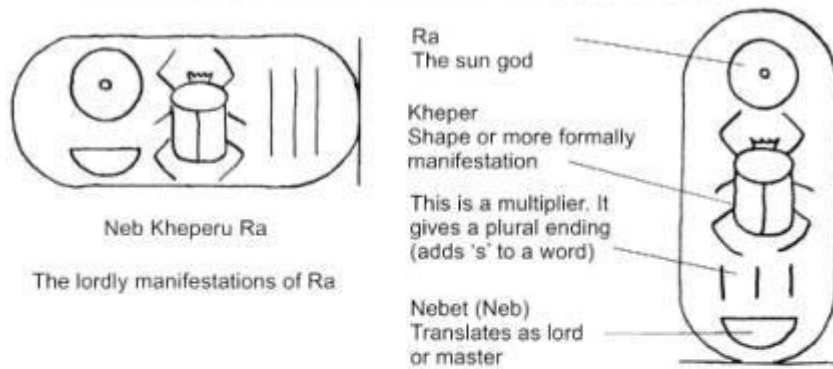 Neb Kheperu Ra
The lordly manifestations of Ra
Ra
The sun god
Kheper
Shape or more formally
manifestation
This is a multiplier. It
gives a plural ending
(adds ‘s’ to a word)
Nebet (Neb)
Translates as lord
or master